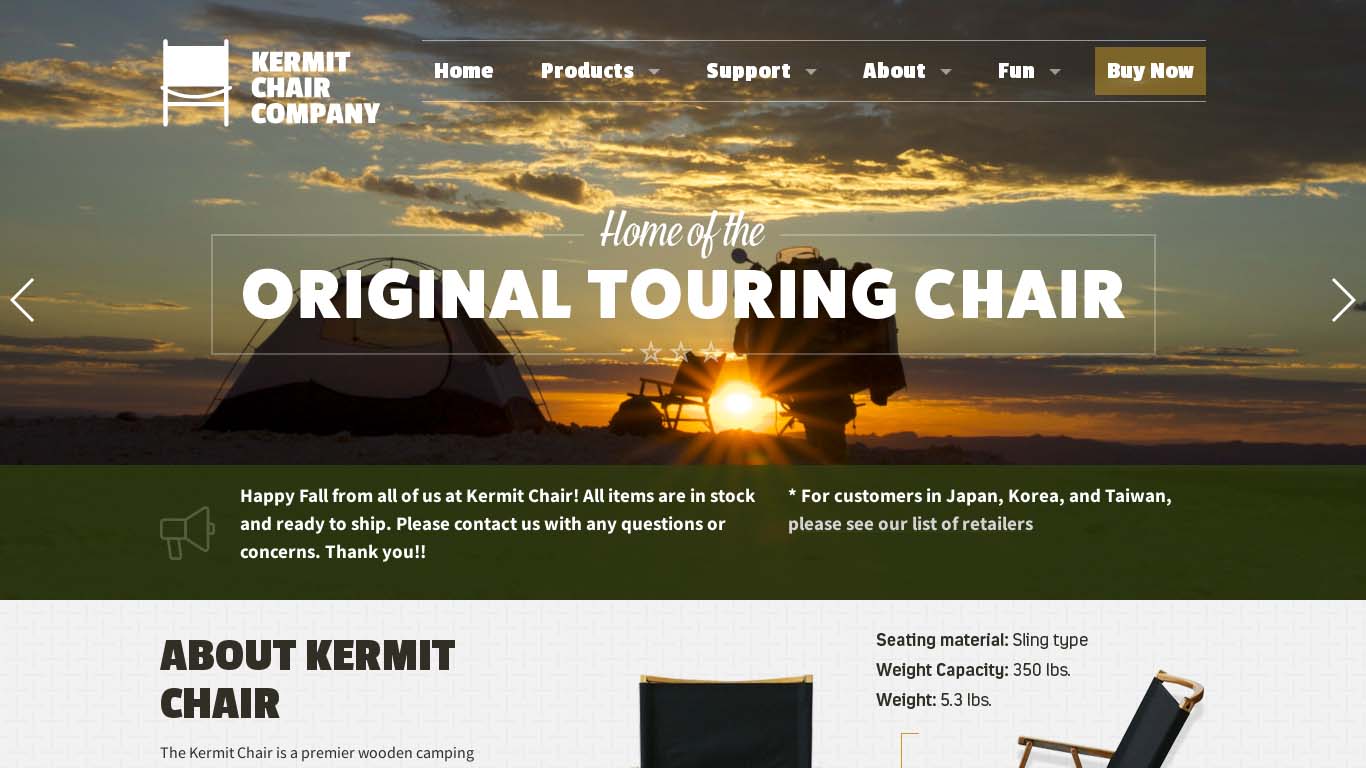 KERMIT
CHAIR
COMPANY
Home Products Support About Fun Buy Now
Home of the
ORIGINAL TOURING CHAIR
Happy Fall from all of us at Kermit Chair! All items are in stock
and ready to ship. Please contact us with any questions or
concerns. Thank you!!
* For customers in Japan, Korea, and Taiwan,
please see our list of retailers
ABOUT KERMIT
CHAIR
The Kermit Chair is a premier wooden camping
Seating material: Sling type
Weight Capacity: 350 lbs.
Weight: 5.3 lbs.